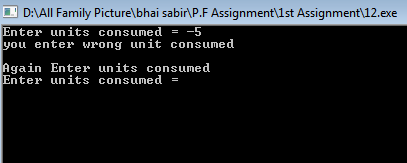 D:\All Family Picture\bhai sabir\P.F Assignment\1st Assignment\12.exe
Enter units consumed = -5
you enter wrong unit consumed
Again Enter units consumed
Enter units consumed =